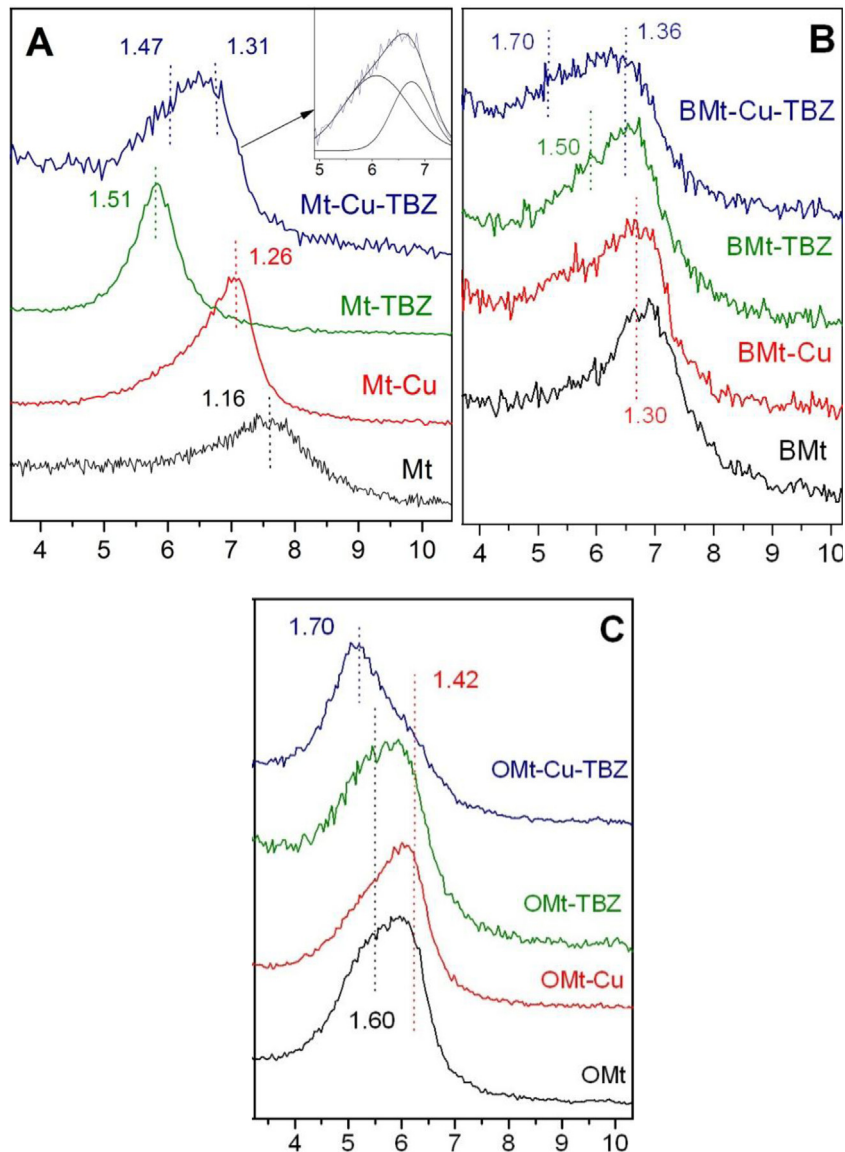 A
1.47
1.31
5 6 7
Mt-Cu-TBZ
1.51
1.26
Mt-TBZ
Mt-Cu
1.16
Mt
4 5 6 7 8 9 10
B
1.70
1.36
BMt-Cu-TBZ
1.50
BMt-TBZ
BMt-Cu
1.30
BMt
4 5 6 7 8 9 10
C
1.70
1.42
OMt-Cu-TBZ
OMt-TBZ
OMt-Cu
1.60
OMt
4 5 6 7 8 9 10